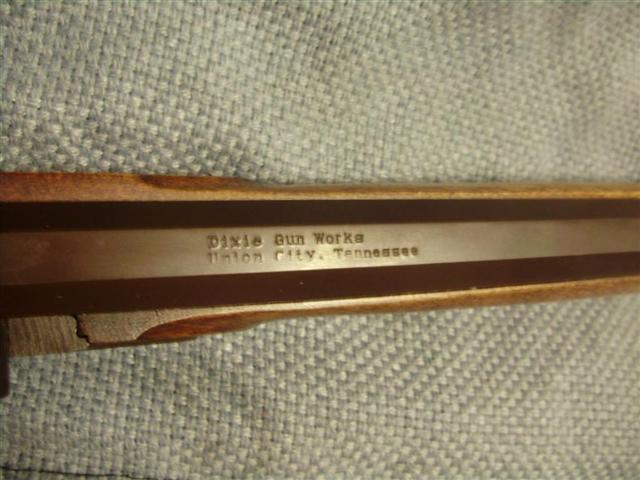 Dixie Gun Works
Union City, Tennessee